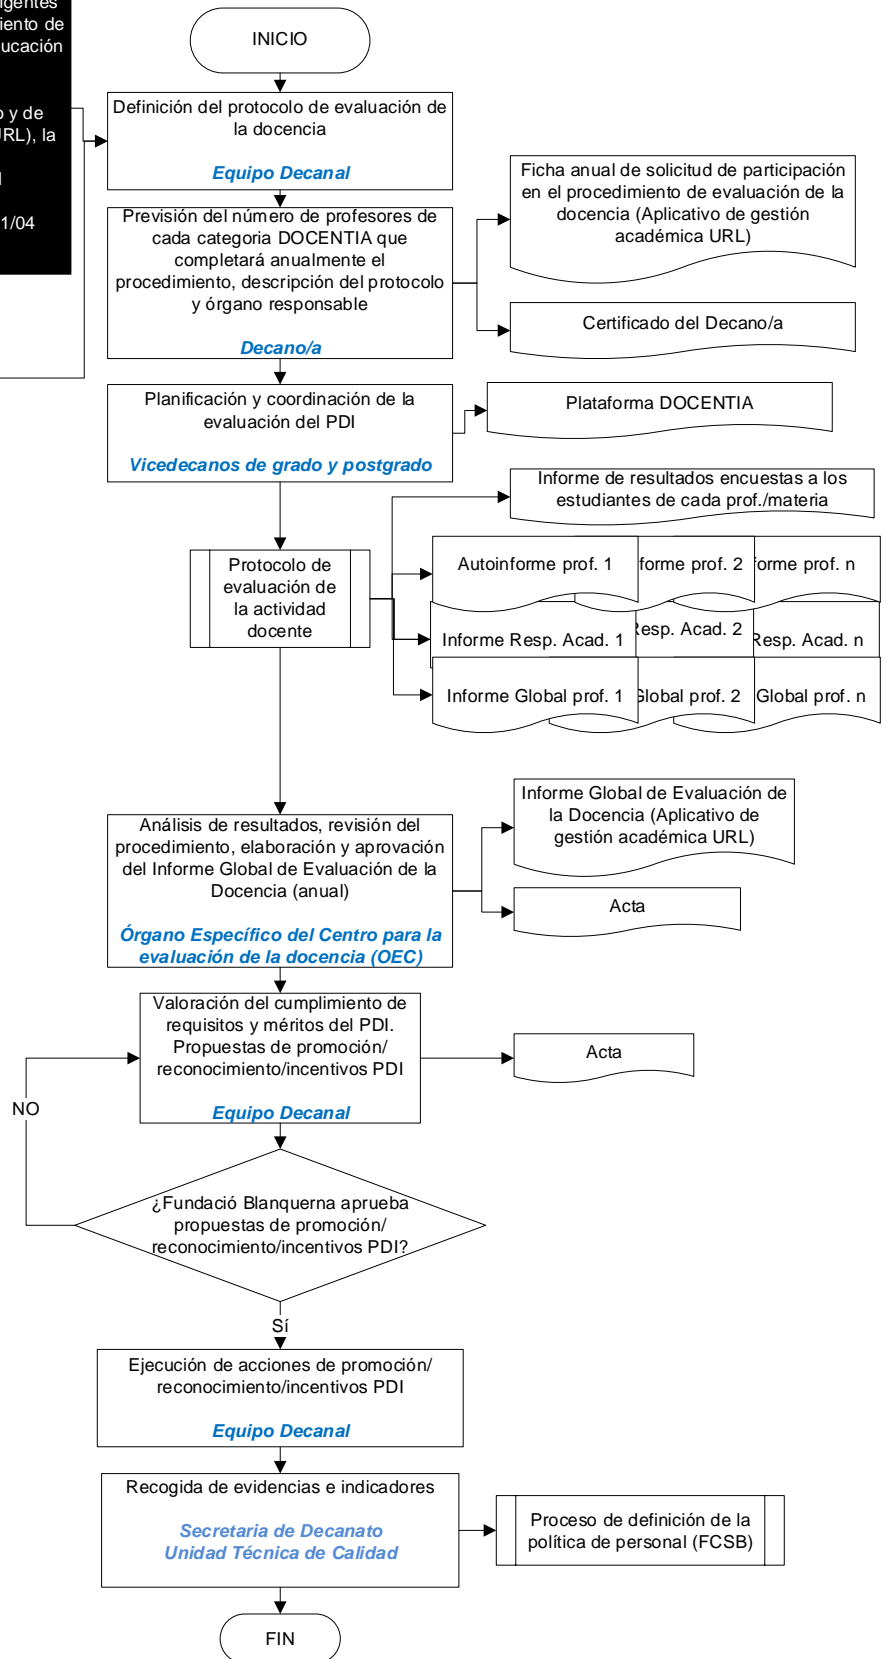 INICIO
iento de
ucación
o y de
URL), la
1/04
Definición del protocolo de evaluación de
la docencia
Equipo Decanal
Previsión del número de profesores de
cada categoria DOCENTIA que
completará anualmente el
procedimiento, descripción del protocolo
y órgano responsable
Decano/a
Ficha anual de solicitud de participación
en el procedimiento de evaluación de la
docencia (Aplicativo de gestión
académica URL)
Certificado del Decano/a
Planificación y coordinación de la
evaluación del PDI
Vicedecanos de grado y postgrado
Plataforma DOCENTIA
Informe de resultados encuestas a los
estudiantes de cada prof./materia
Protocolo de
evaluación de
la actividad
docente
Autoinforme prof. 1
forme prof. 2
forme prof. n
Informe Resp. Acad. 1
Resp. Acad. 2
Resp. Acad. n
Informe Global prof. 1
Global prof. 2
Global prof. n
Análisis de resultados, revisión del
procedimiento, elaboración y aprovación
del Informe Global de Evaluación de la
Docencia (anual)
Órgano Específico del Centro para la
evaluación de la docencia (OEC)
Informe Global de Evaluación de
la Docencia (Aplicativo de
gestión académica URL)
Acta
Valoración del cumplimiento de
requisitos y méritos del PDI.
Propuestas de promoción/
reconocimiento/incentivos PDI
Equipo Decanal
Acta
NO
¿Fundació Blanquerna aprueba
propuestas de promoción/
reconocimiento/incentivos PDI?
Sí
Ejecución de acciones de promoción/
reconocimiento/incentivos PDI
Equipo Decanal
Recogida de evidencias e indicadores
Secretaria de Decanato
Unidad Técnica de Calidad
Proceso de definición de la
política de personal (FCSB)
FIN